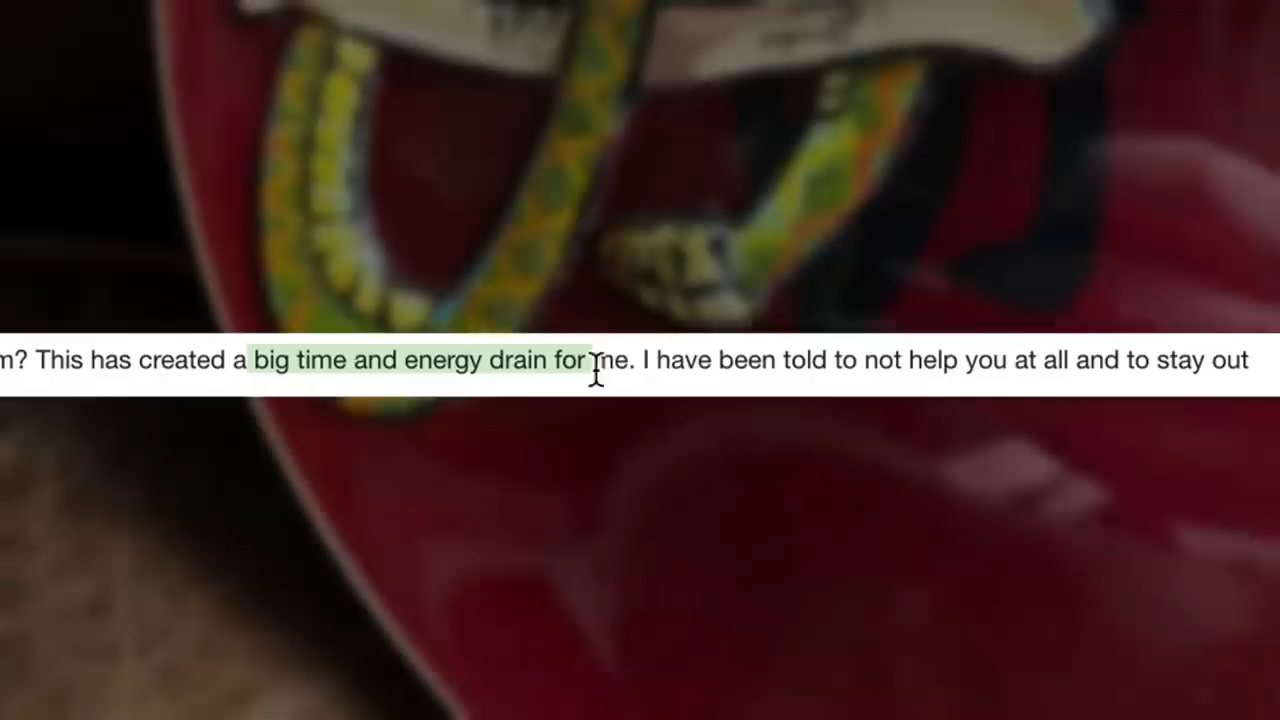 m? This has created a big time and energy drain for me. I have been told to not help you at all and to stay out